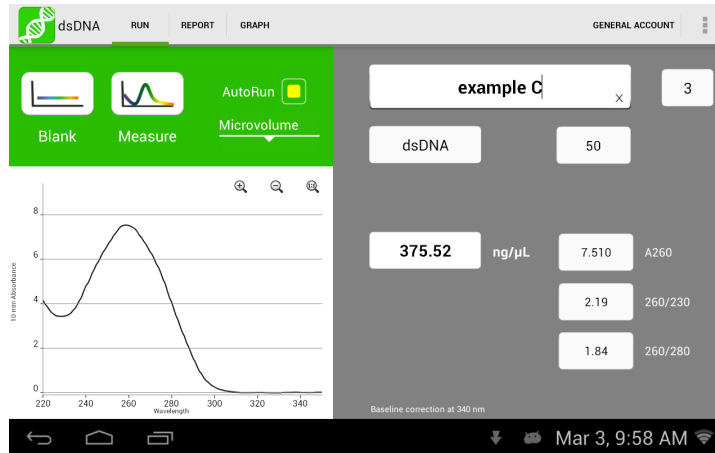 dsDNA RUN REPORT GRAPH GENERAL ACCOUNT
Blank
Measure
AutoRun
Microvolume
example C x
3
dsDNA
50
375.52 ng/µL
7.510 A260
2.19 260/230
1.84 260/280
Baseline correction at 340 nm
1:1
10 mm Absorbance
8
6
4
2
0
220 240 260 280 300 320 340
Wavelength
Mar 3, 9:58 AM